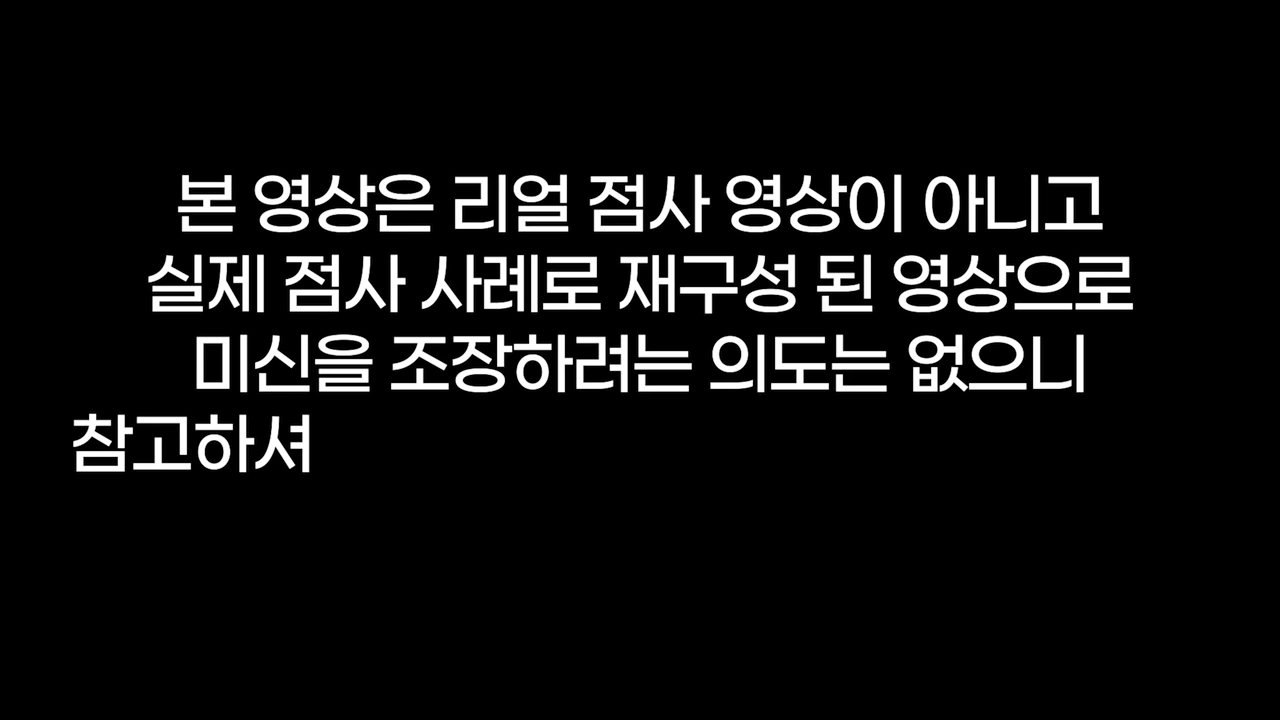 본 영상은 리얼 점사 영상이 아니고
실제 점사 사례로 재구성 된 영상으로
미신을 조장하려는 의도는 없으니
참고하셔